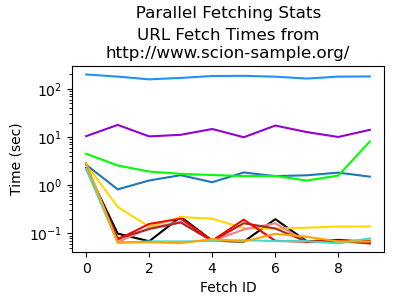 Parallel Fetching Stats
URL Fetch Times from
http://www.scion-sample.org/
Time (sec)
10²
10¹
10⁰
10⁻¹
0 2 4 6 8
Fetch ID